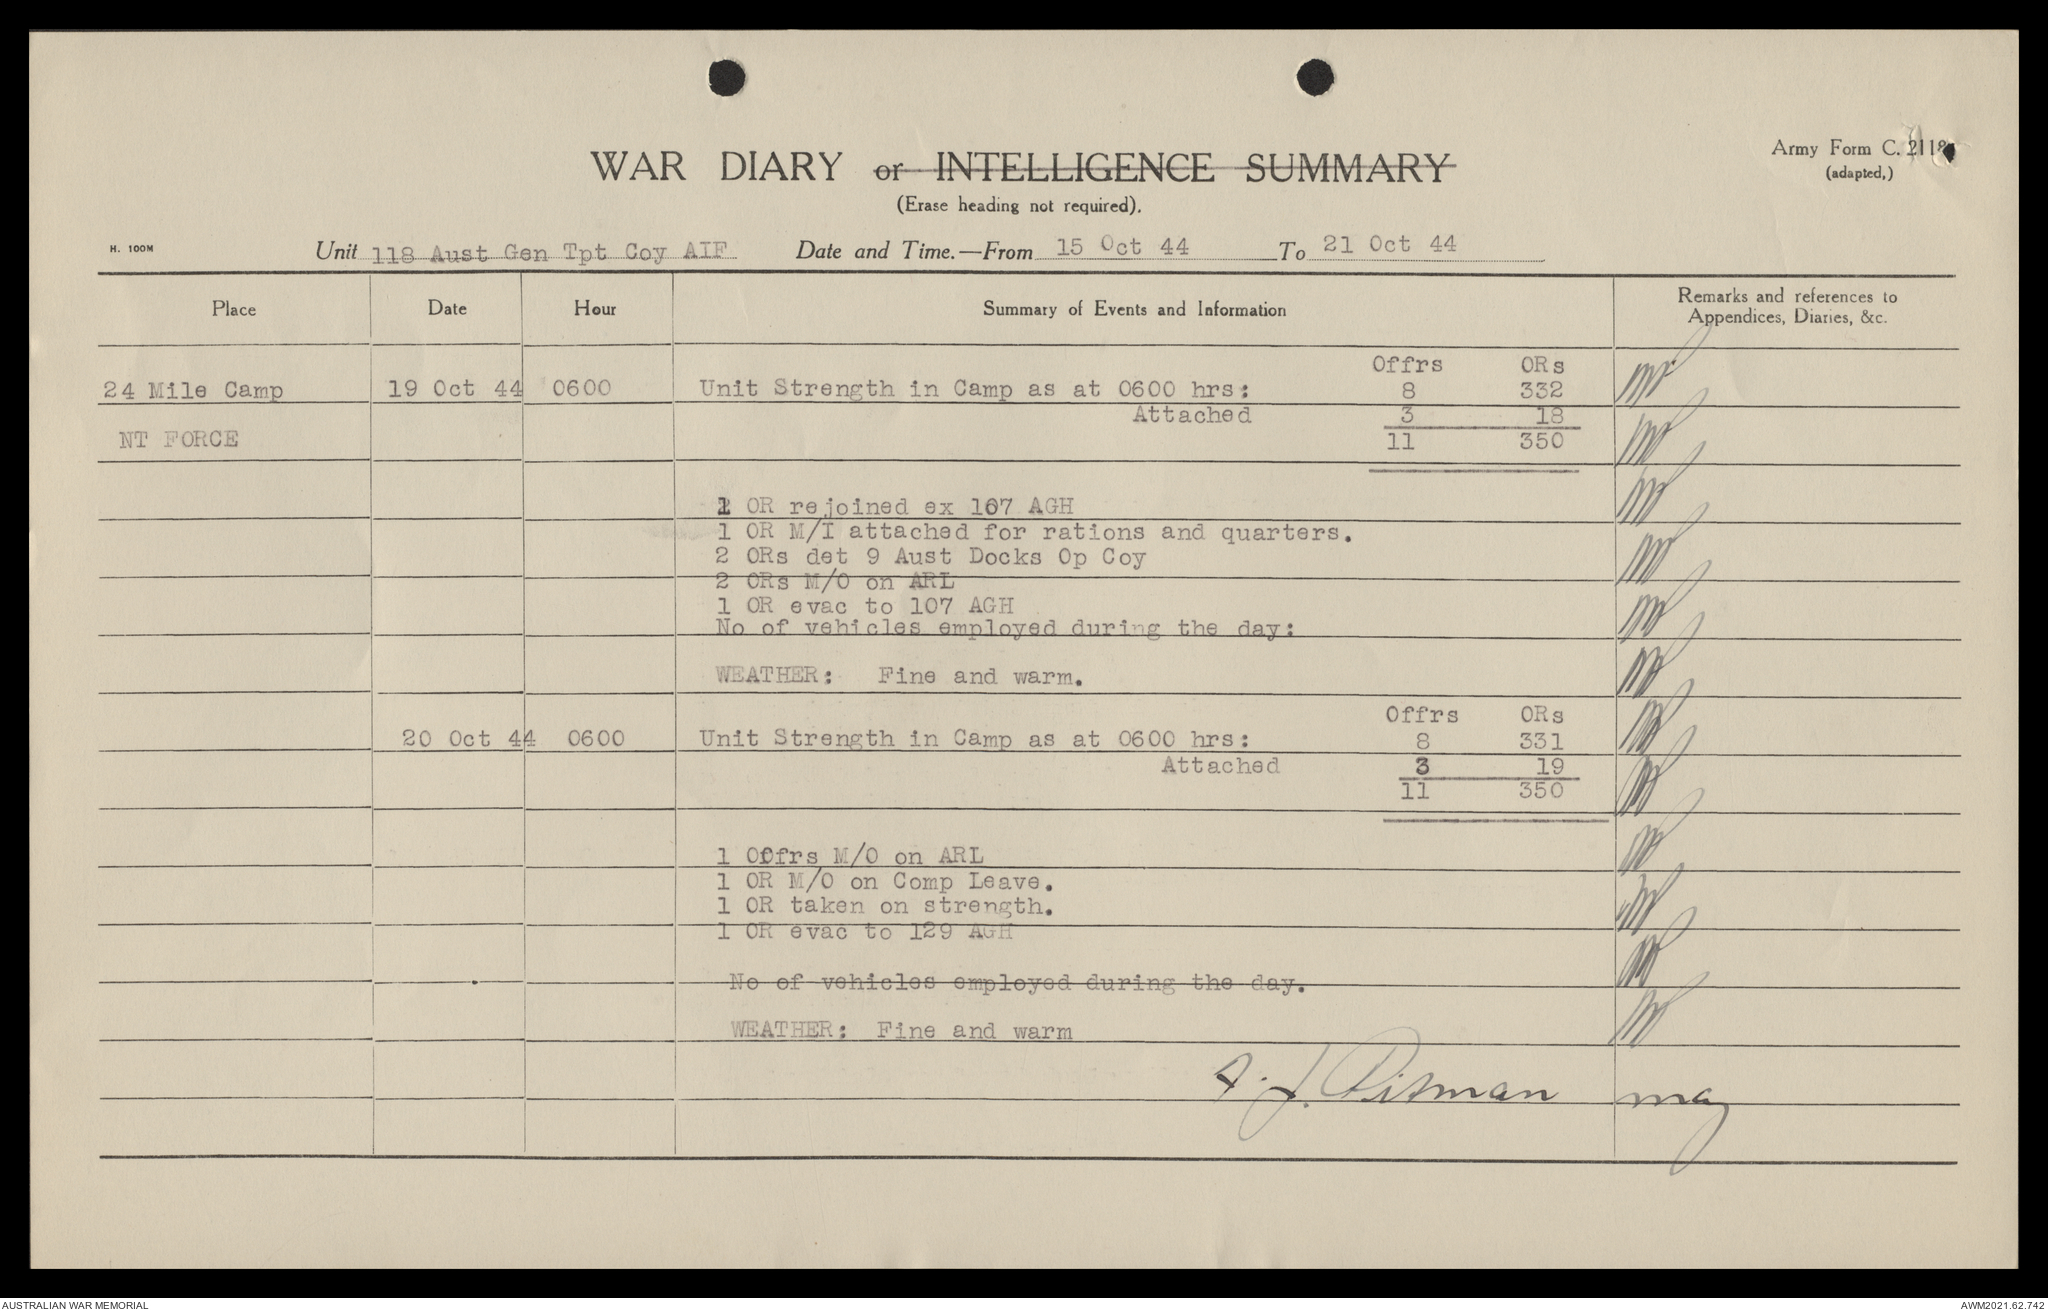 Army Form C. 2118.
(adapted,)
WAR DIARY or INTELLIGENCE SUMMARY
(Erase heading not required).
H. 100M
Unit 118 Aust Gen Tpt Coy AIF Date and Time.—From 15 Oct 44 To 21 Oct 44
Place Date Hour Summary of Events and Information Remarks and references to
Appendices, Diaries, &c.
Offrs ORs
24 Mile Camp 19 Oct 44 0600 Unit Strength in Camp as at 0600 hrs: 8 332
Attached 3 18
NT FORCE 11 350
OR rejoined ex 107 AGH
1 OR M/I attached for rations and quarters.
2 ORs det 9 Aust Docks Op Coy
2 ORs M/O on ARL
1 OR evac to 107 AGH
No of vehicles employed during the day:
WEATHER: Fine and warm.
Offrs ORs
20 Oct 44 0600 Unit Strength in Camp as at 0600 hrs: 8 331
Attached 3 19
11 350
1 Offrs M/O on ARL
1 OR M/O on Comp Leave.
1 OR taken on strength.
1 OR evac to 129 AGH
No of vehicles employed during the day.
WEATHER: Fine and warm
J. Pitman maj
AUSTRALIAN WAR MEMORIAL AWM2021.62.742